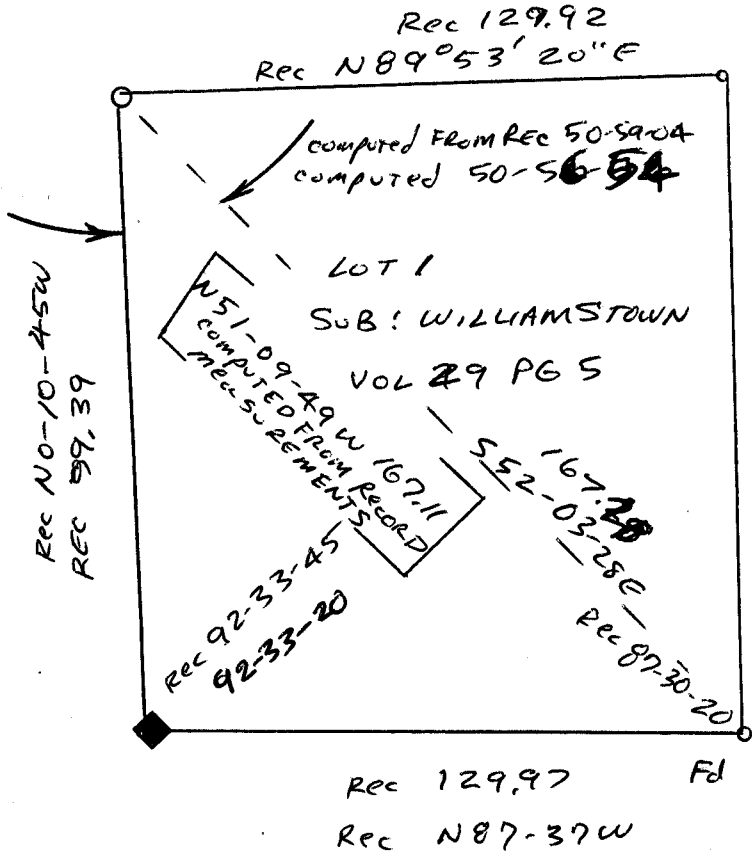 Rec 129.92
Rec N89°53'20"E
computed FROM REC 50-59-04
computed 50-56-54
LOT 1
SUB: WILLIAMSTOWN
VOL 29 PG 5
Rec N0-10-45W
REC 99.39
N51-09-49W 167.11
COMPUTED FROM RECORD
MEASUREMENTS
167.28
S52-03-28E
Rec 92-33-45
92-33-20
Rec 87-30-20
Rec 129.97
Fd
Rec N87-37W